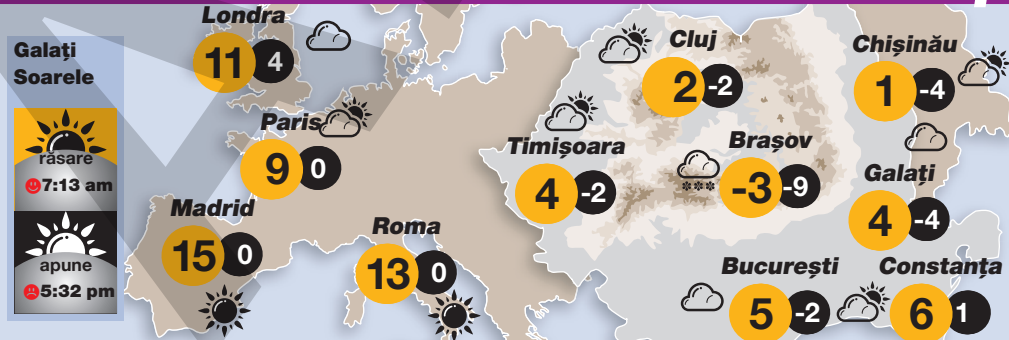 Galați
Soarele
răsare
7:13 am
apune
5:32 pm
Londra
11 4
Paris
9 0
Madrid
15 0
Roma
13 0
Cluj
2 -2
Timișoara
4 -2
Brașov
-3 -9
Chișinău
1 -4
Galați
4 -4
București
5 -2
Constanța
6 1